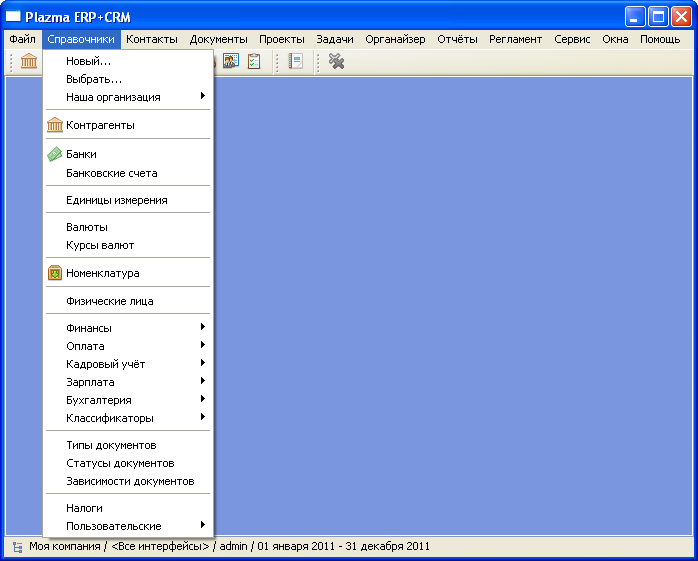 Plazma ERP+CRM
Файл Справочники Контакты Документы Проекты Задачи Органайзер Отчёты Регламент Сервис Окна Помощь
Новый...
Выбрать...
Наша организация
Контрагенты
Банки
Банковские счета
Единицы измерения
Валюты
Курсы валют
Номенклатура
Физические лица
Финансы
Оплата
Кадровый учёт
Зарплата
Бухгалтерия
Классификаторы
Типы документов
Статусы документов
Зависимости документов
Налоги
Пользовательские
Моя компания / <Все интерфейсы> / admin / 01 января 2011 - 31 декабря 2011